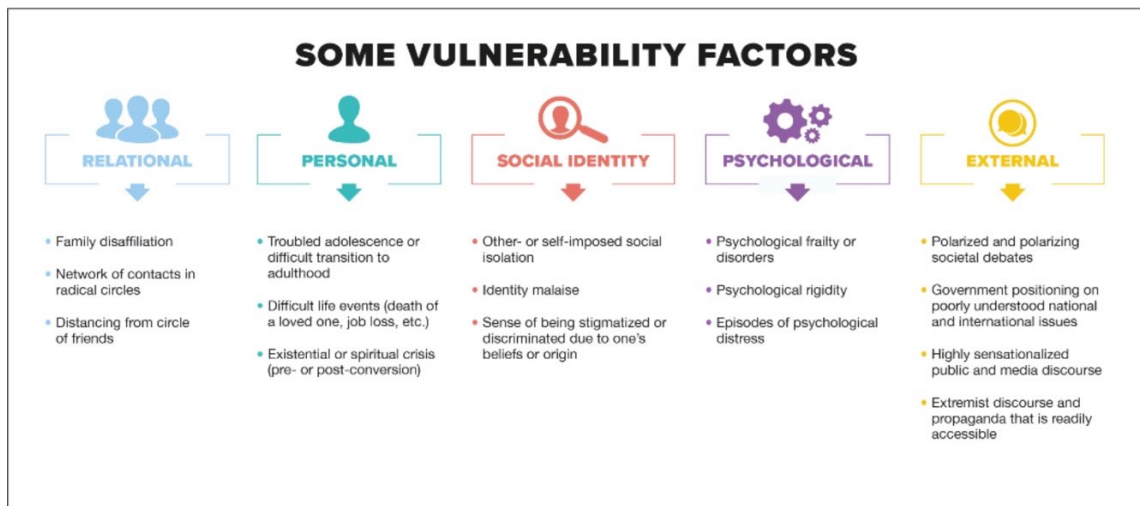 SOME VULNERABILITY FACTORS
RELATIONAL
• Family disaffiliation
• Network of contacts in
radical circles
• Distancing from circle
of friends
PERSONAL
• Troubled adolescence or
difficult transition to
adulthood
• Difficult life events (death of
a loved one, job loss, etc.)
• Existential or spiritual crisis
(pre- or post-conversion)
SOCIAL IDENTITY
• Other- or self-imposed social
isolation
• Identity malaise
• Sense of being stigmatized or
discriminated due to one's
beliefs or origin
PSYCHOLOGICAL
• Psychological frailty or
disorders
• Psychological rigidity
• Episodes of psychological
distress
EXTERNAL
• Polarized and polarizing
societal debates
• Government positioning on
poorly understood national
and international issues
• Highly sensationalized
public and media discourse
• Extremist discourse and
propaganda that is readily
accessible